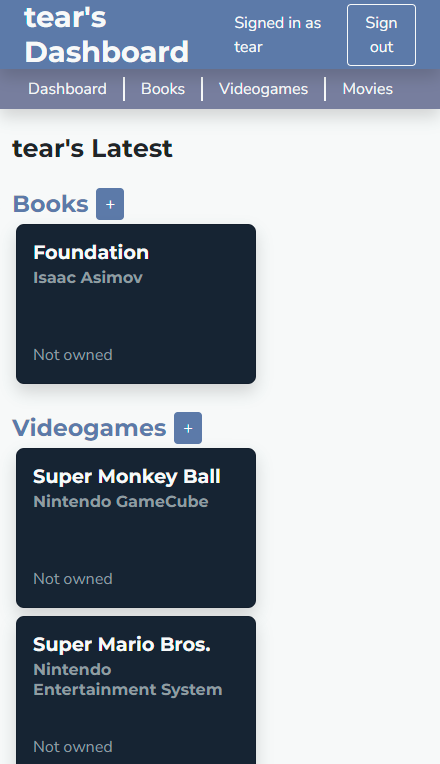 tear's
Dashboard
Signed in as
tear
Sign
out
Dashboard
Books
Videogames
Movies
tear's Latest
Books +
Foundation
Isaac Asimov
Not owned
Videogames +
Super Monkey Ball
Nintendo GameCube
Not owned
Super Mario Bros.
Nintendo
Entertainment System
Not owned